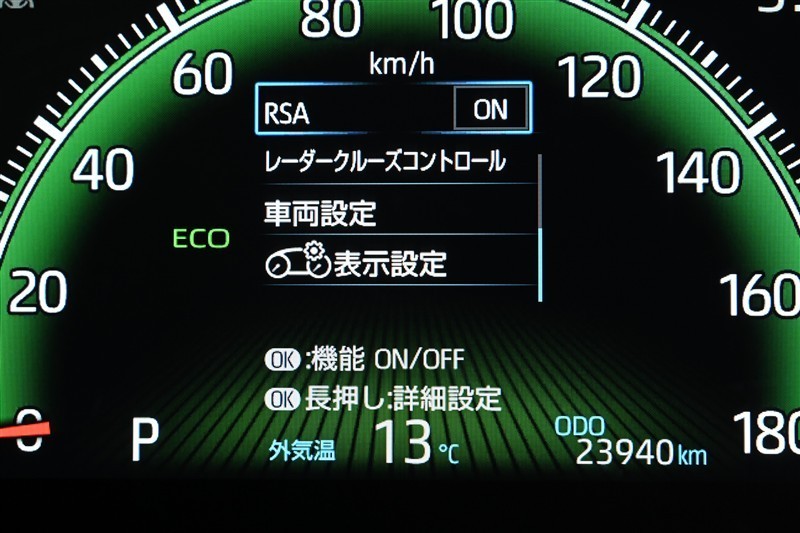 80 100
km/h
60 120
RSA ON
レーダークルーズコントロール
40 140
車両設定
ECO
表示設定
20 160
OK :機能 ON/OFF
OK 長押し:詳細設定
0 P 外気温 13℃ ODO 180
23940km